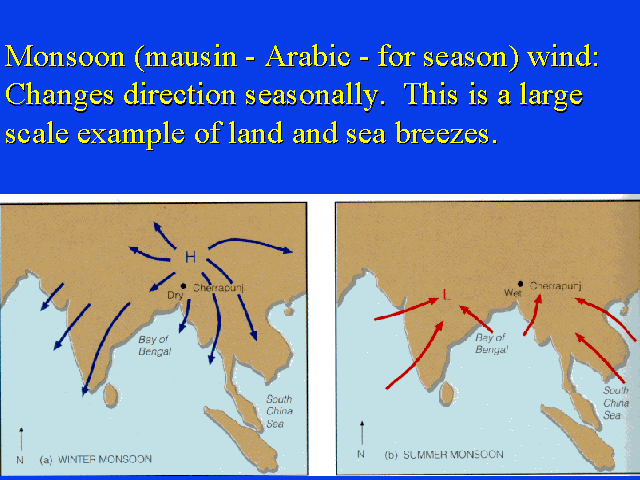 Monsoon (mausin - Arabic - for season) wind:
Changes direction seasonally.  This is a large
scale example of land and sea breezes.
H
Dry
Cherrapunji
Bay of
Bengal
South
China
Sea
N
(a) WINTER MONSOON
L
Wet
Cherrapunji
Bay of
Bengal
South
China Sea
N
(b) SUMMER MONSOON